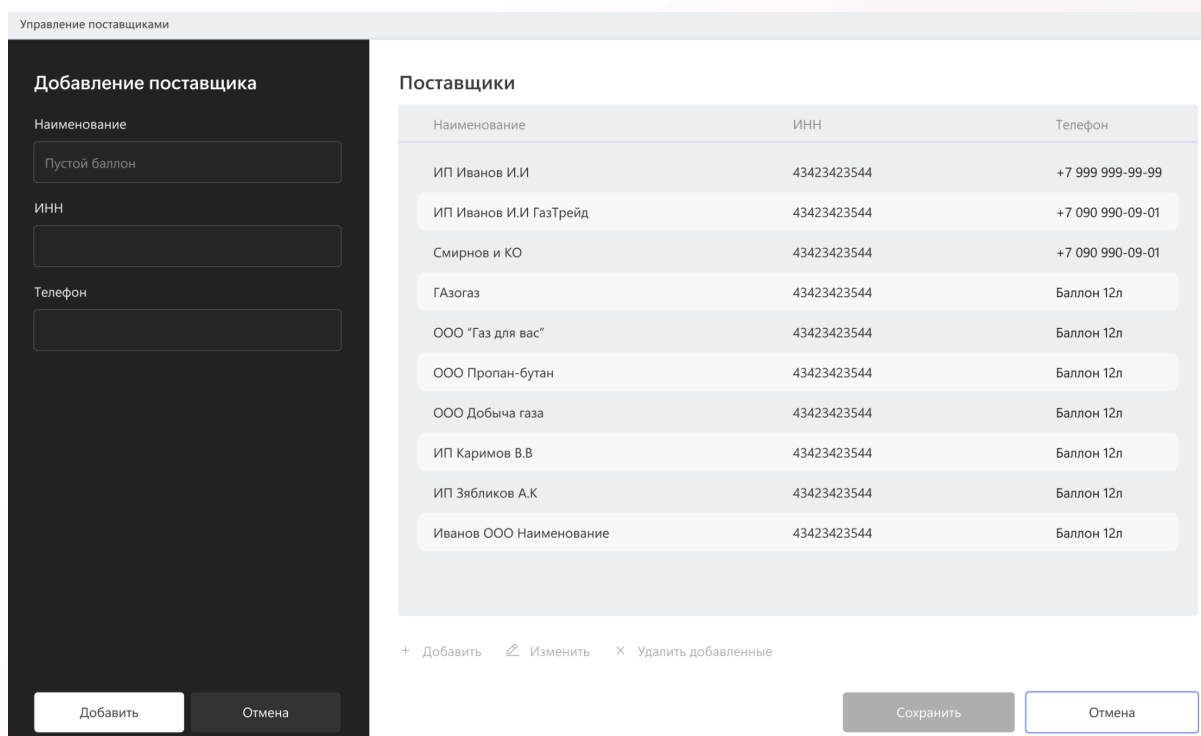 Управление поставщиками
Добавление поставщика
Наименование
Пустой баллон
ИНН
Телефон
Добавить Отмена
Поставщики
Наименование ИНН Телефон
ИП Иванов И.И 43423423544 +7 999 999-99-99
ИП Иванов И.И ГазТрейд 43423423544 +7 090 990-09-01
Смирнов и КО 43423423544 +7 090 990-09-01
ГАзогаз 43423423544 Баллон 12л
ООО “Газ для вас” 43423423544 Баллон 12л
ООО Пропан-бутан 43423423544 Баллон 12л
ООО Добыча газа 43423423544 Баллон 12л
ИП Каримов В.В 43423423544 Баллон 12л
ИП Зябликов А.К 43423423544 Баллон 12л
Иванов ООО Наименование 43423423544 Баллон 12л
+ Добавить Изменить × Удалить добавленные
Сохранить Отмена